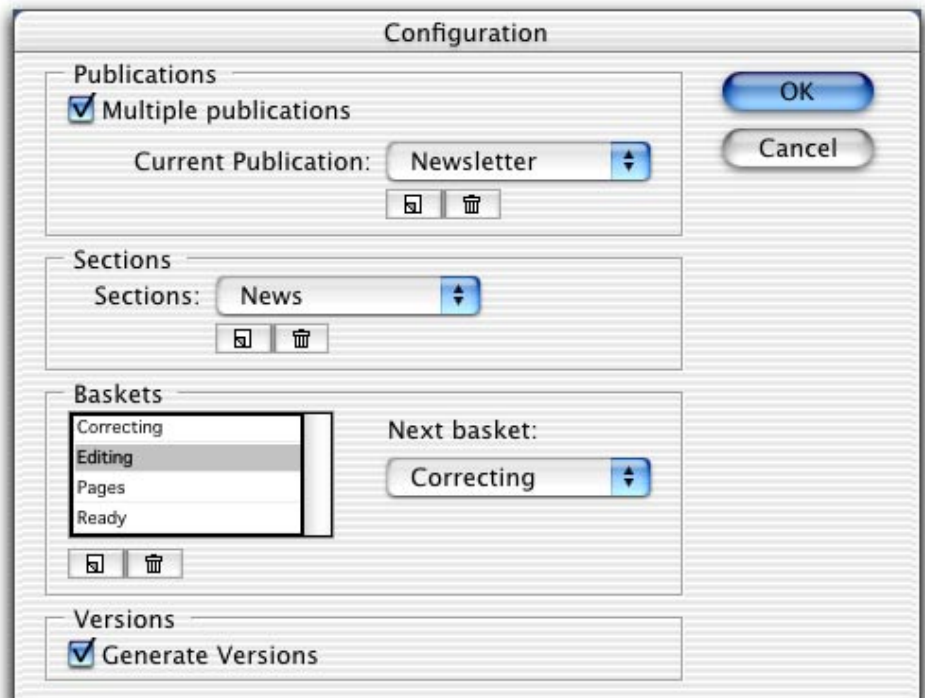 Configuration
Publications
Multiple publications
OK
Current Publication: Newsletter
Cancel
Sections
Sections: News
Baskets
Correcting
Editing
Pages
Ready
Next basket:
Correcting
Versions
Generate Versions